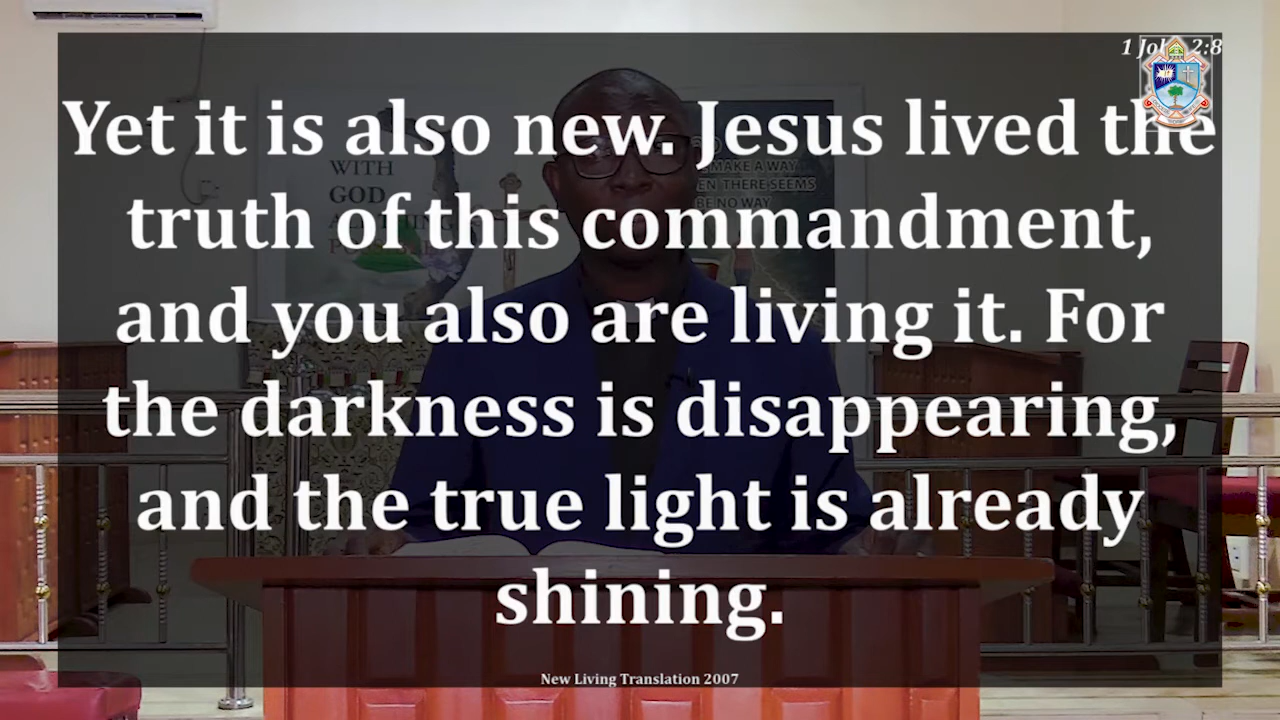 1 John 2:8
Yet it is also new. Jesus lived the
truth of this commandment,
and you also are living it. For
the darkness is disappearing,
and the true light is already
shining.
New Living Translation 2007
WITH
GOD
MAKE A WAY
THERE SEEMS
BE NO WAY